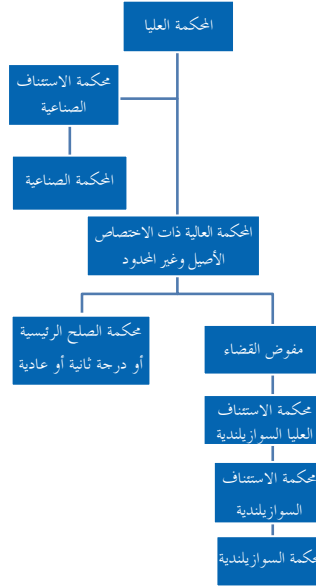 المحكمة العليا
محكمة الاستئناف
الصناعية
المحكمة الصناعية
المحكمة العالية ذات الاختصاص
الأصيل وغير المحدود
محكمة الصلح الرئيسية
أو درجة ثانية أو عادية
مفوض القضاء
محكمة الاستئناف
العليا السوازيلندية
محكمة الاستئناف
السوازيلندية
حكمة السوازيلندية